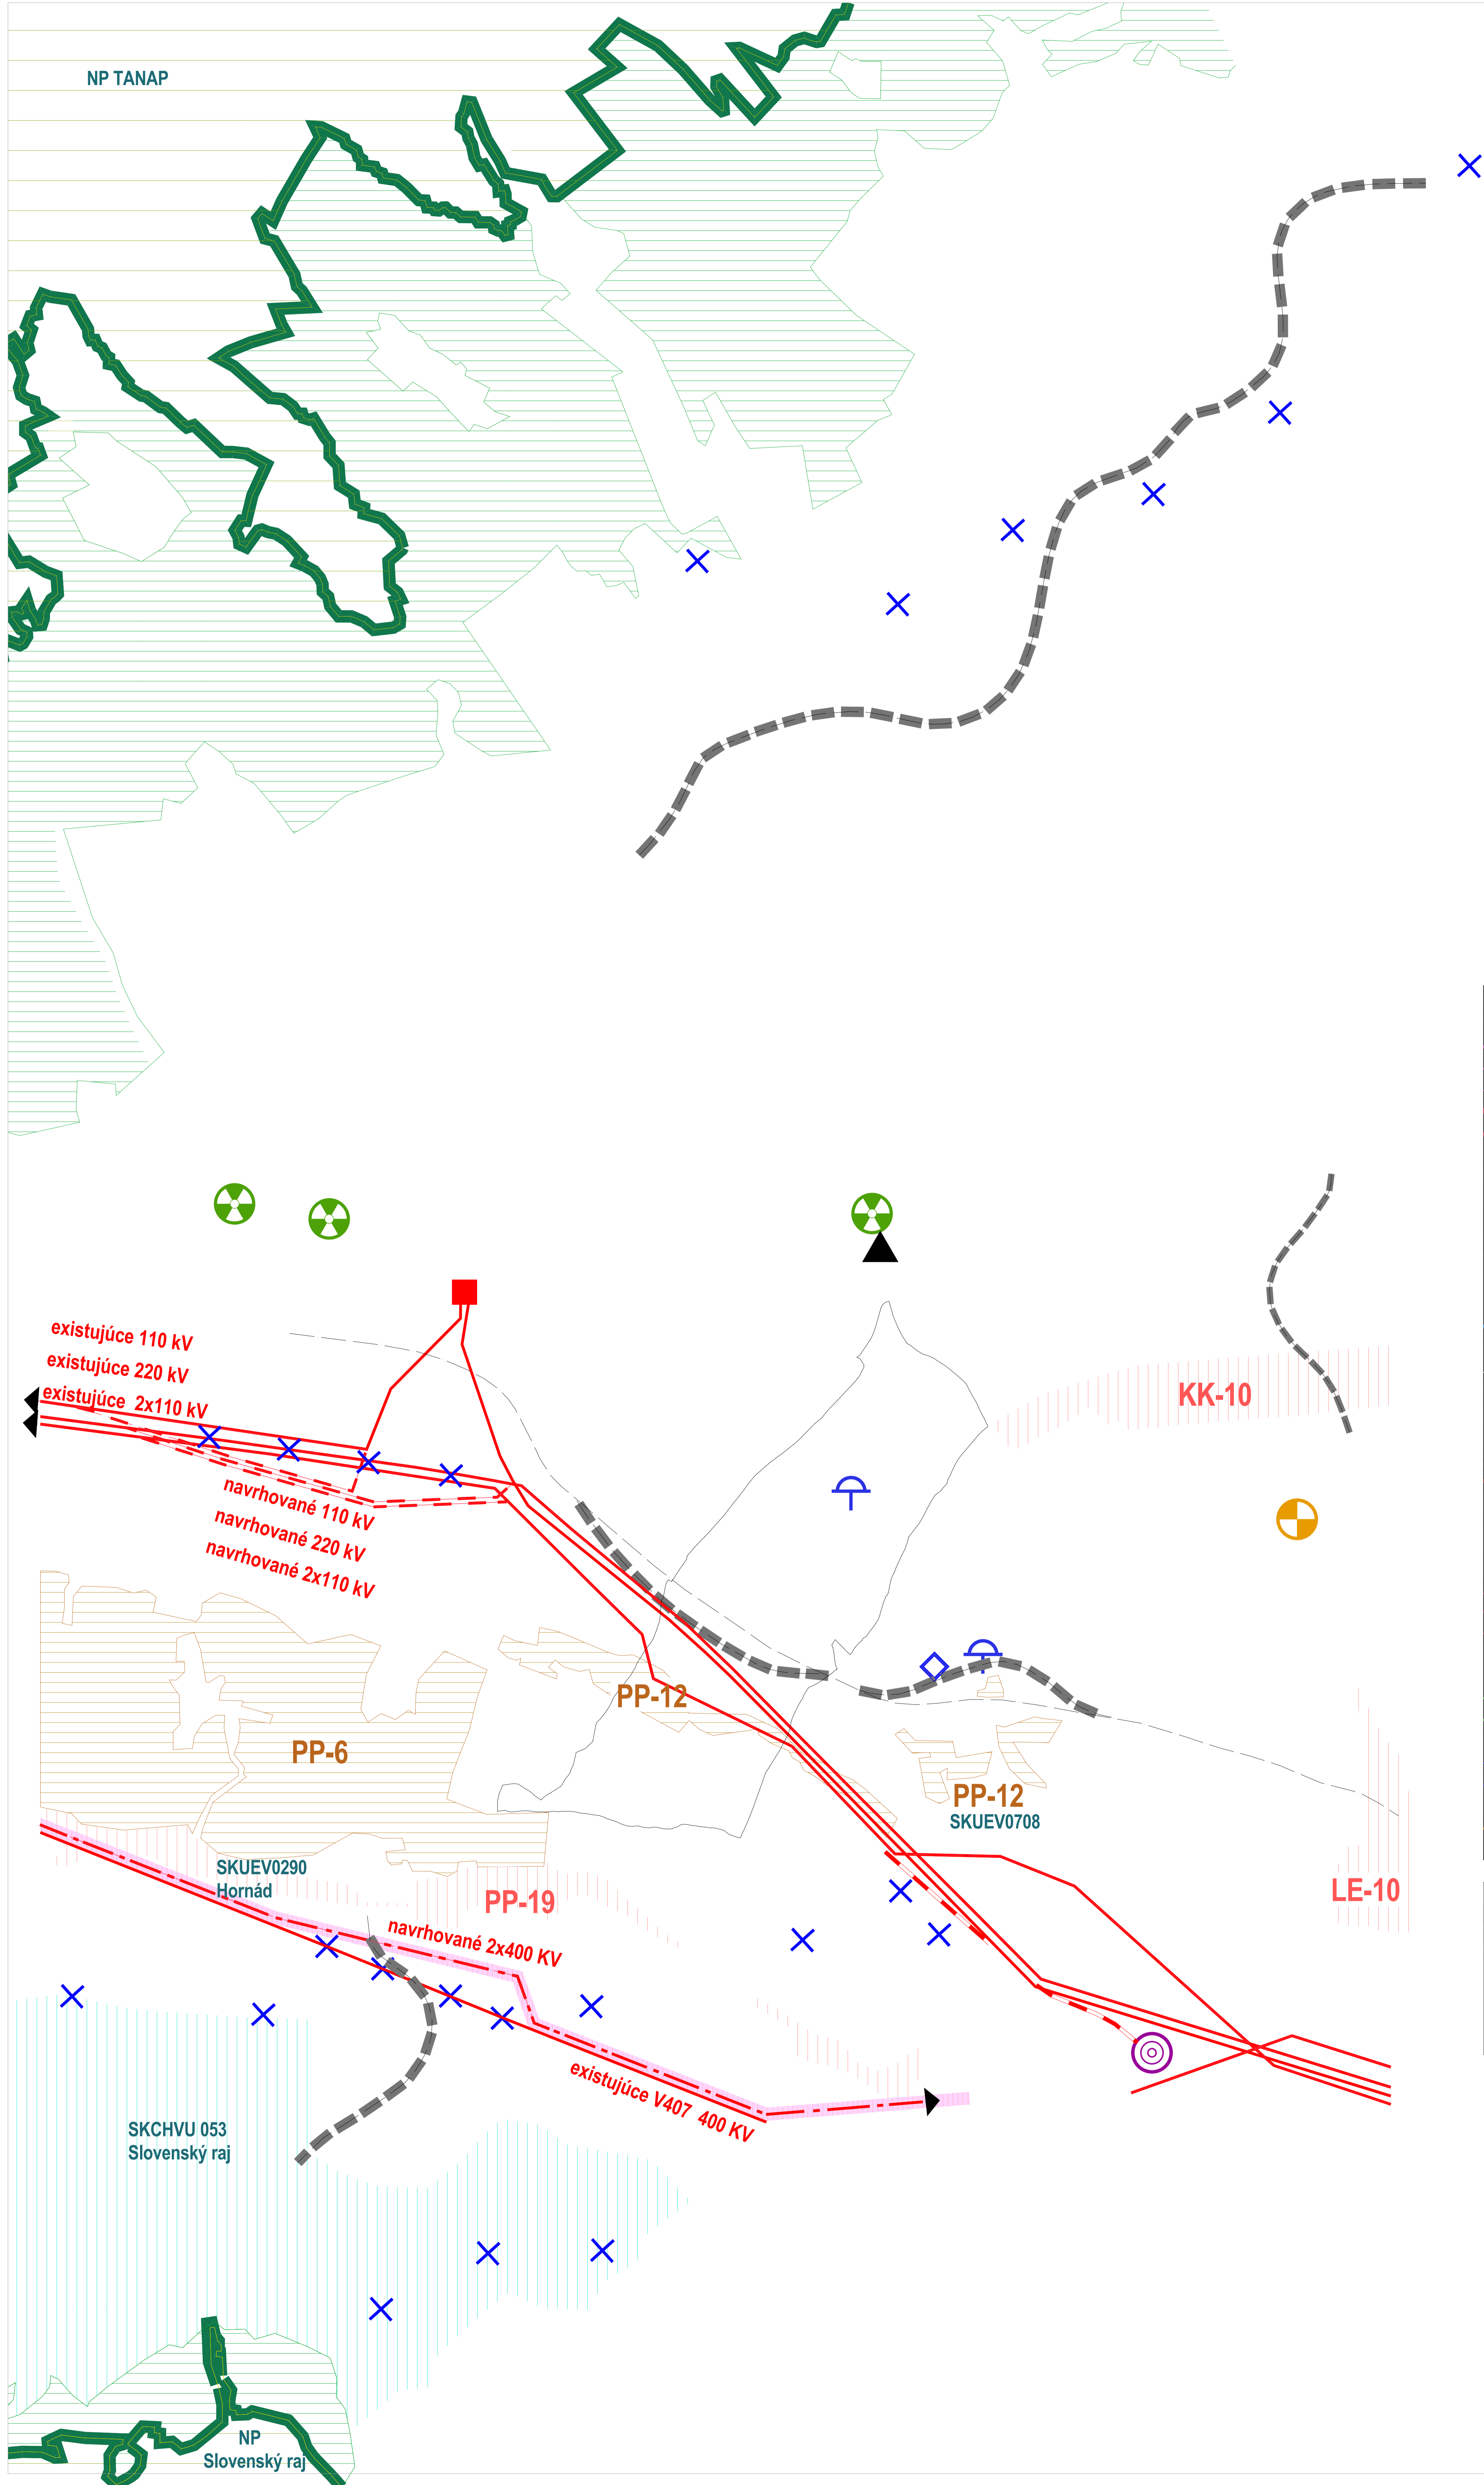 NP TANAP
existujúce 110 kV
existujúce 220 kV
existujúce 2x110 kV
KK-10
navrhované 110 kV
navrhované 220 kV
navrhované 2x110 kV
PP-12
PP-6
PP-12
SKUEV0708
SKUEV0290
Hornád
PP-19
LE-10
navrhované 2x400 KV
existujúce V407 400 KV
SKCHVU 053
Slovenský raj
NP
Slovenský raj